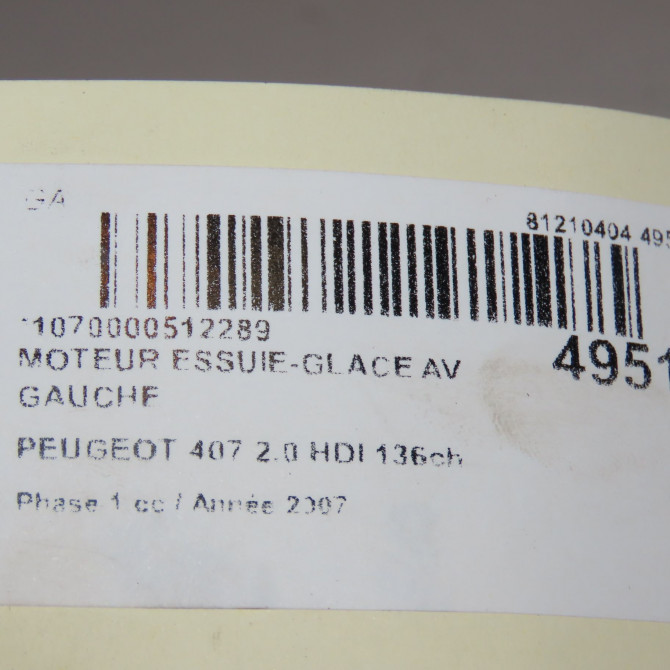 GA
81210404 495
*1070000512289
MOTEUR ESSUIE-GLACE AV
4951
GAUCHE
PEUGEOT 407 2.0 HDI 136ch
Phase 1 cc / Année 2007